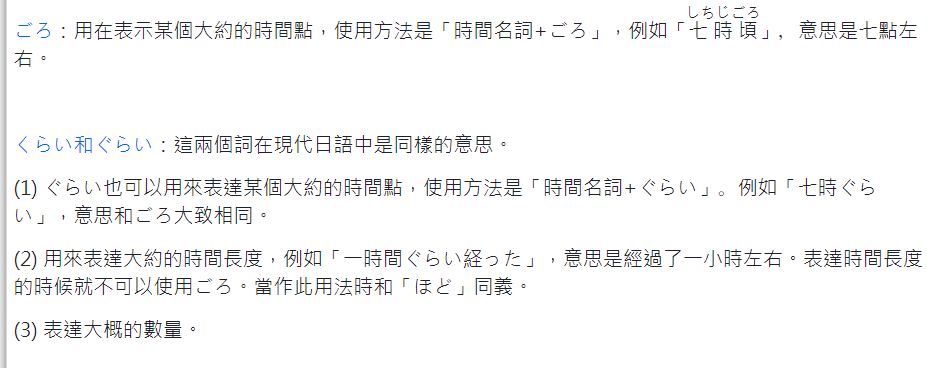 しちじごろ
ごろ：用在表示某個大約的時間點，使用方法是「時間名詞+ごろ」，例如「七時頃」，意思是七點左
右。
くらい和ぐらい：這兩個詞在現代日語中是同樣的意思。
(1) ぐらい也可以用來表達某個大約的時間點，使用方法是「時間名詞+ぐらい」。例如「七時ぐら
い」，意思和ごろ大致相同。
(2) 用來表達大約的時間長度，例如「一時間ぐらい経った」，意思是經過了一小時左右。表達時間長度
的時候就不可以使用ごろ。當作此用法時和「ほど」同義。
(3) 表達大概的數量。